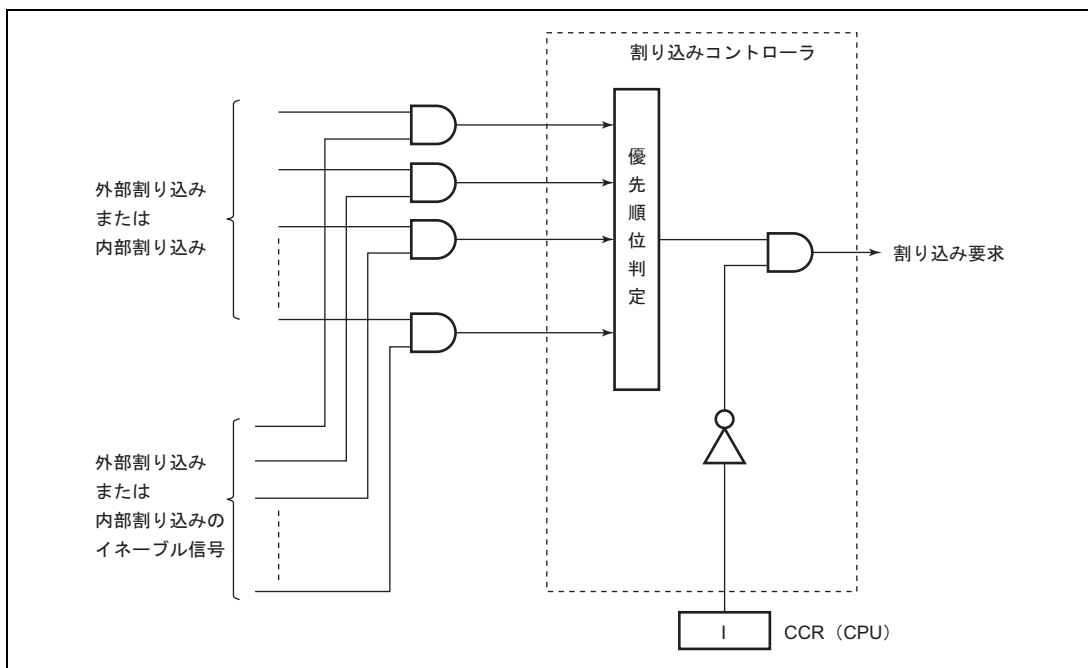 割り込みコントローラ
外部割り込み
または
内部割り込み
優先順位判定
割り込み要求
外部割り込み
または
内部割り込みの
イネーブル信号
I
CCR（CPU）